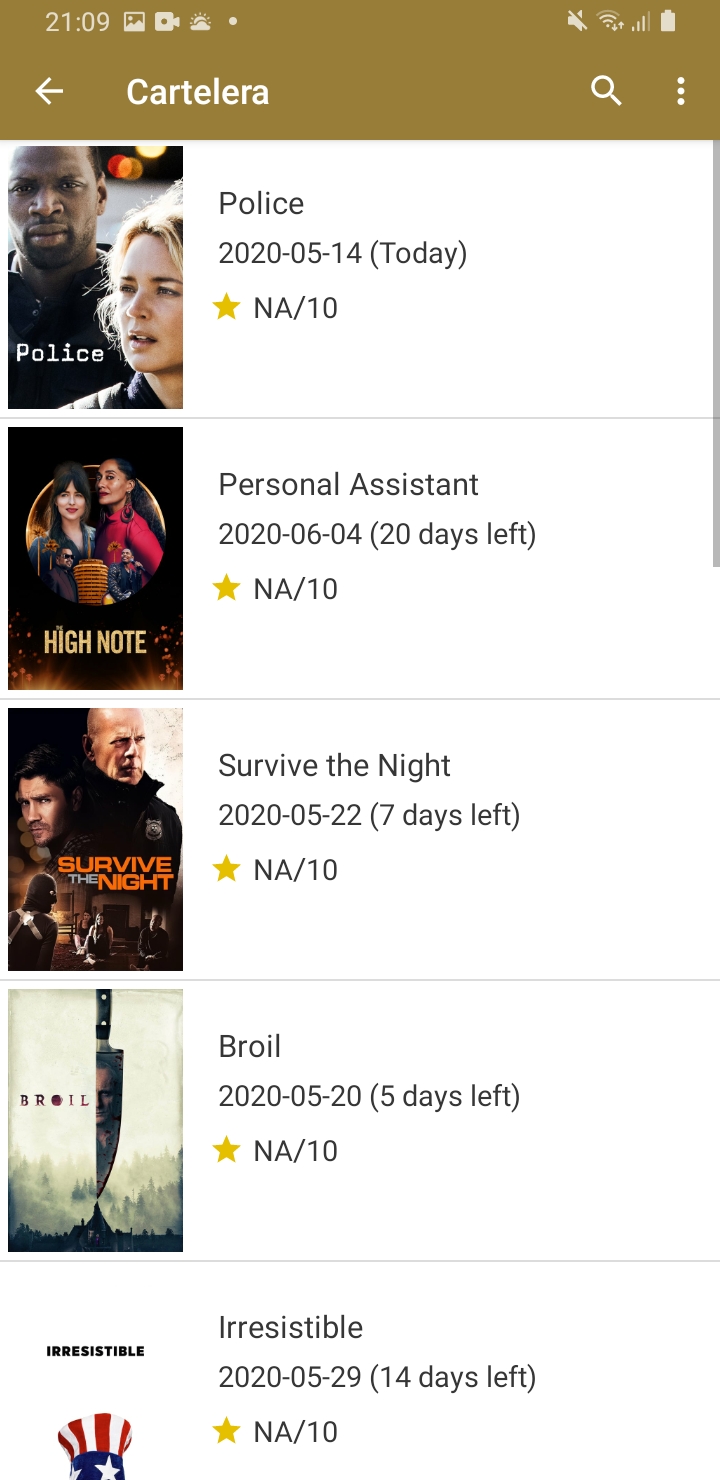 21:09
Cartelera
Police
2020-05-14 (Today)
NA/10
Police
Personal Assistant
2020-06-04 (20 days left)
NA/10
THE
HIGH NOTE
Survive the Night
2020-05-22 (7 days left)
NA/10
SURVIVE
THE NIGHT
Broil
2020-05-20 (5 days left)
NA/10
BROIL
Irresistible
2020-05-29 (14 days left)
NA/10
IRRESISTIBLE